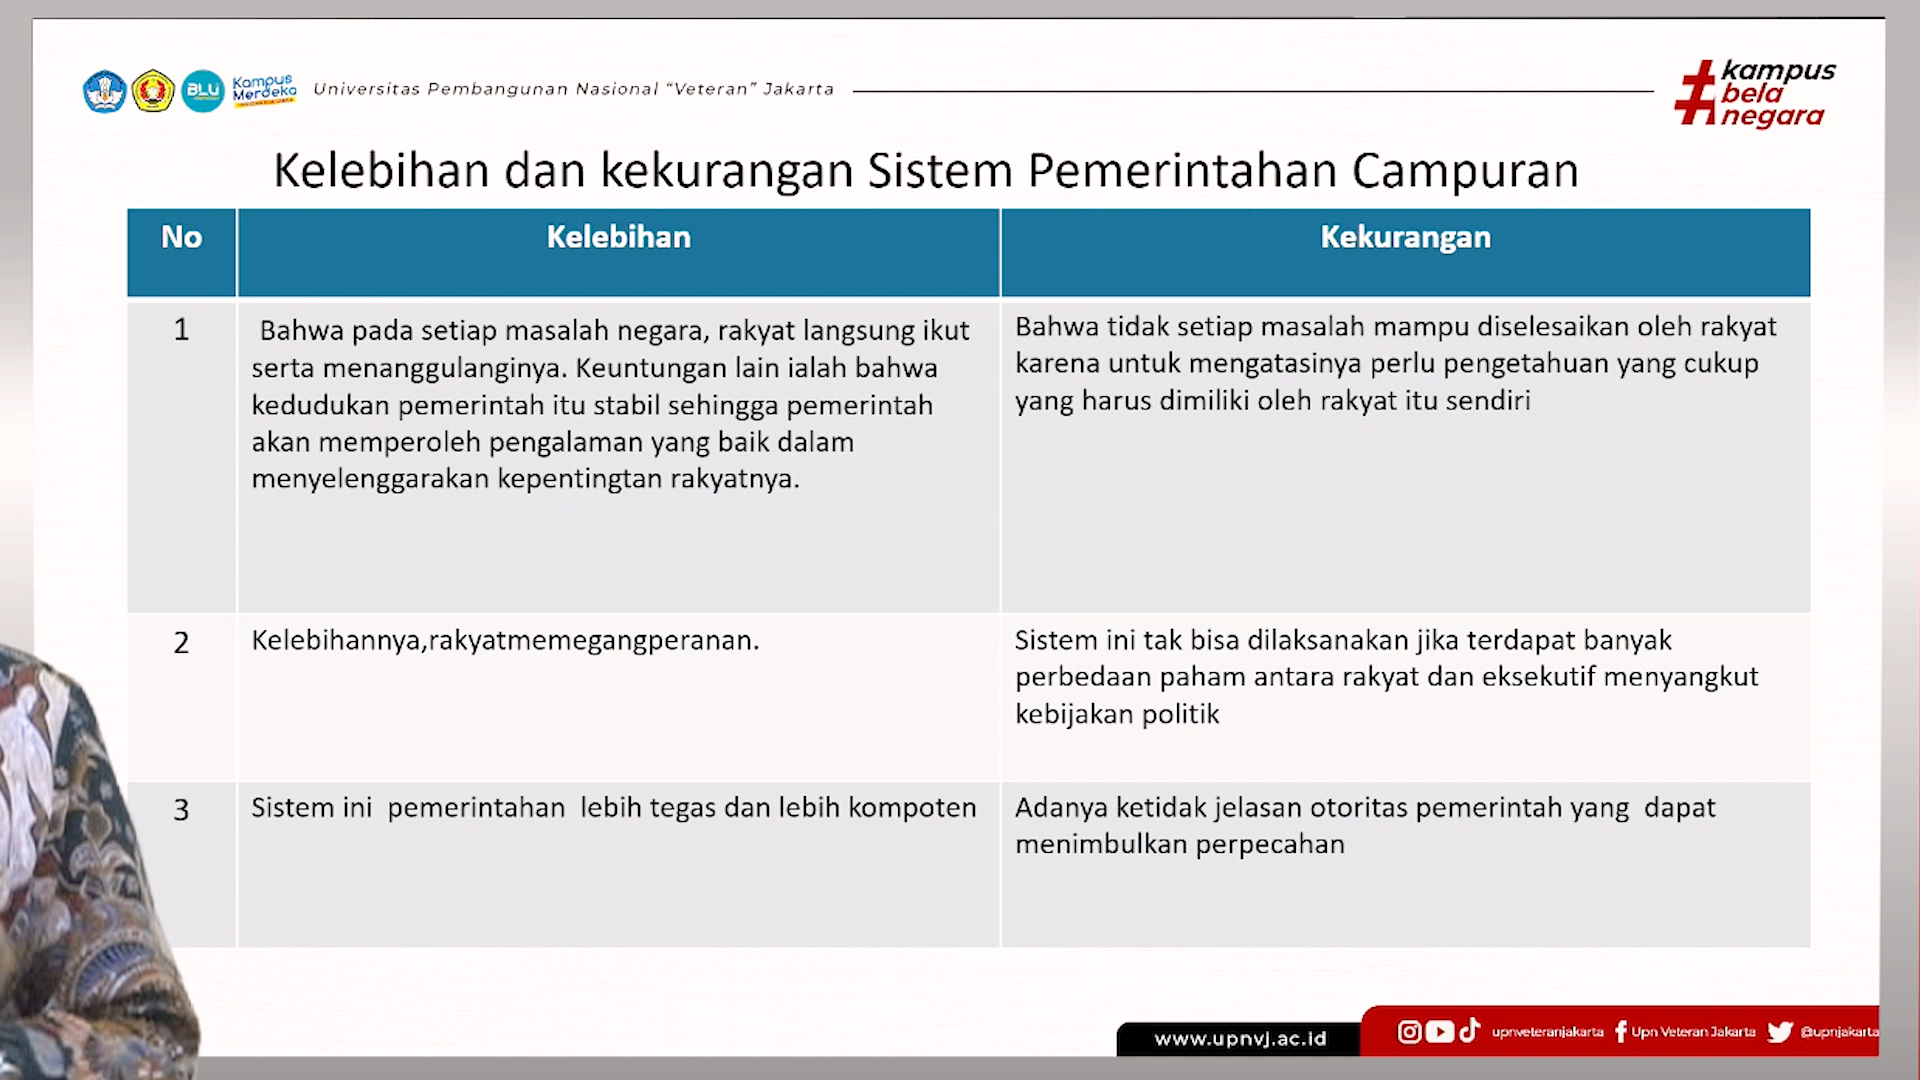 BLU
Kampus
Merdeka
Universitas Pembangunan Nasional “Veteran” Jakarta
#kampus
bela
negara
Kelebihan dan kekurangan Sistem Pemerintahan Campuran
No
Kelebihan
Kekurangan
1
Bahwa pada setiap masalah negara, rakyat langsung ikut
serta menanggulanginya. Keuntungan lain ialah bahwa
kedudukan pemerintah itu stabil sehingga pemerintah
akan memperoleh pengalaman yang baik dalam
menyelenggarakan kepentingtan rakyatnya.
Bahwa tidak setiap masalah mampu diselesaikan oleh rakyat
karena untuk mengatasinya perlu pengetahuan yang cukup
yang harus dimiliki oleh rakyat itu sendiri
2
Kelebihannya,rakyatmemegangperanan.
Sistem ini tak bisa dilaksanakan jika terdapat banyak
perbedaan paham antara rakyat dan eksekutif menyangkut
kebijakan politik
3
Sistem ini  pemerintahan  lebih tegas dan lebih kompoten
Adanya ketidak jelasan otoritas pemerintah yang  dapat
menimbulkan perpecahan
www.upnvj.ac.id
upnveteranjakarta
Upn Veteran Jakarta
@upnjakarta